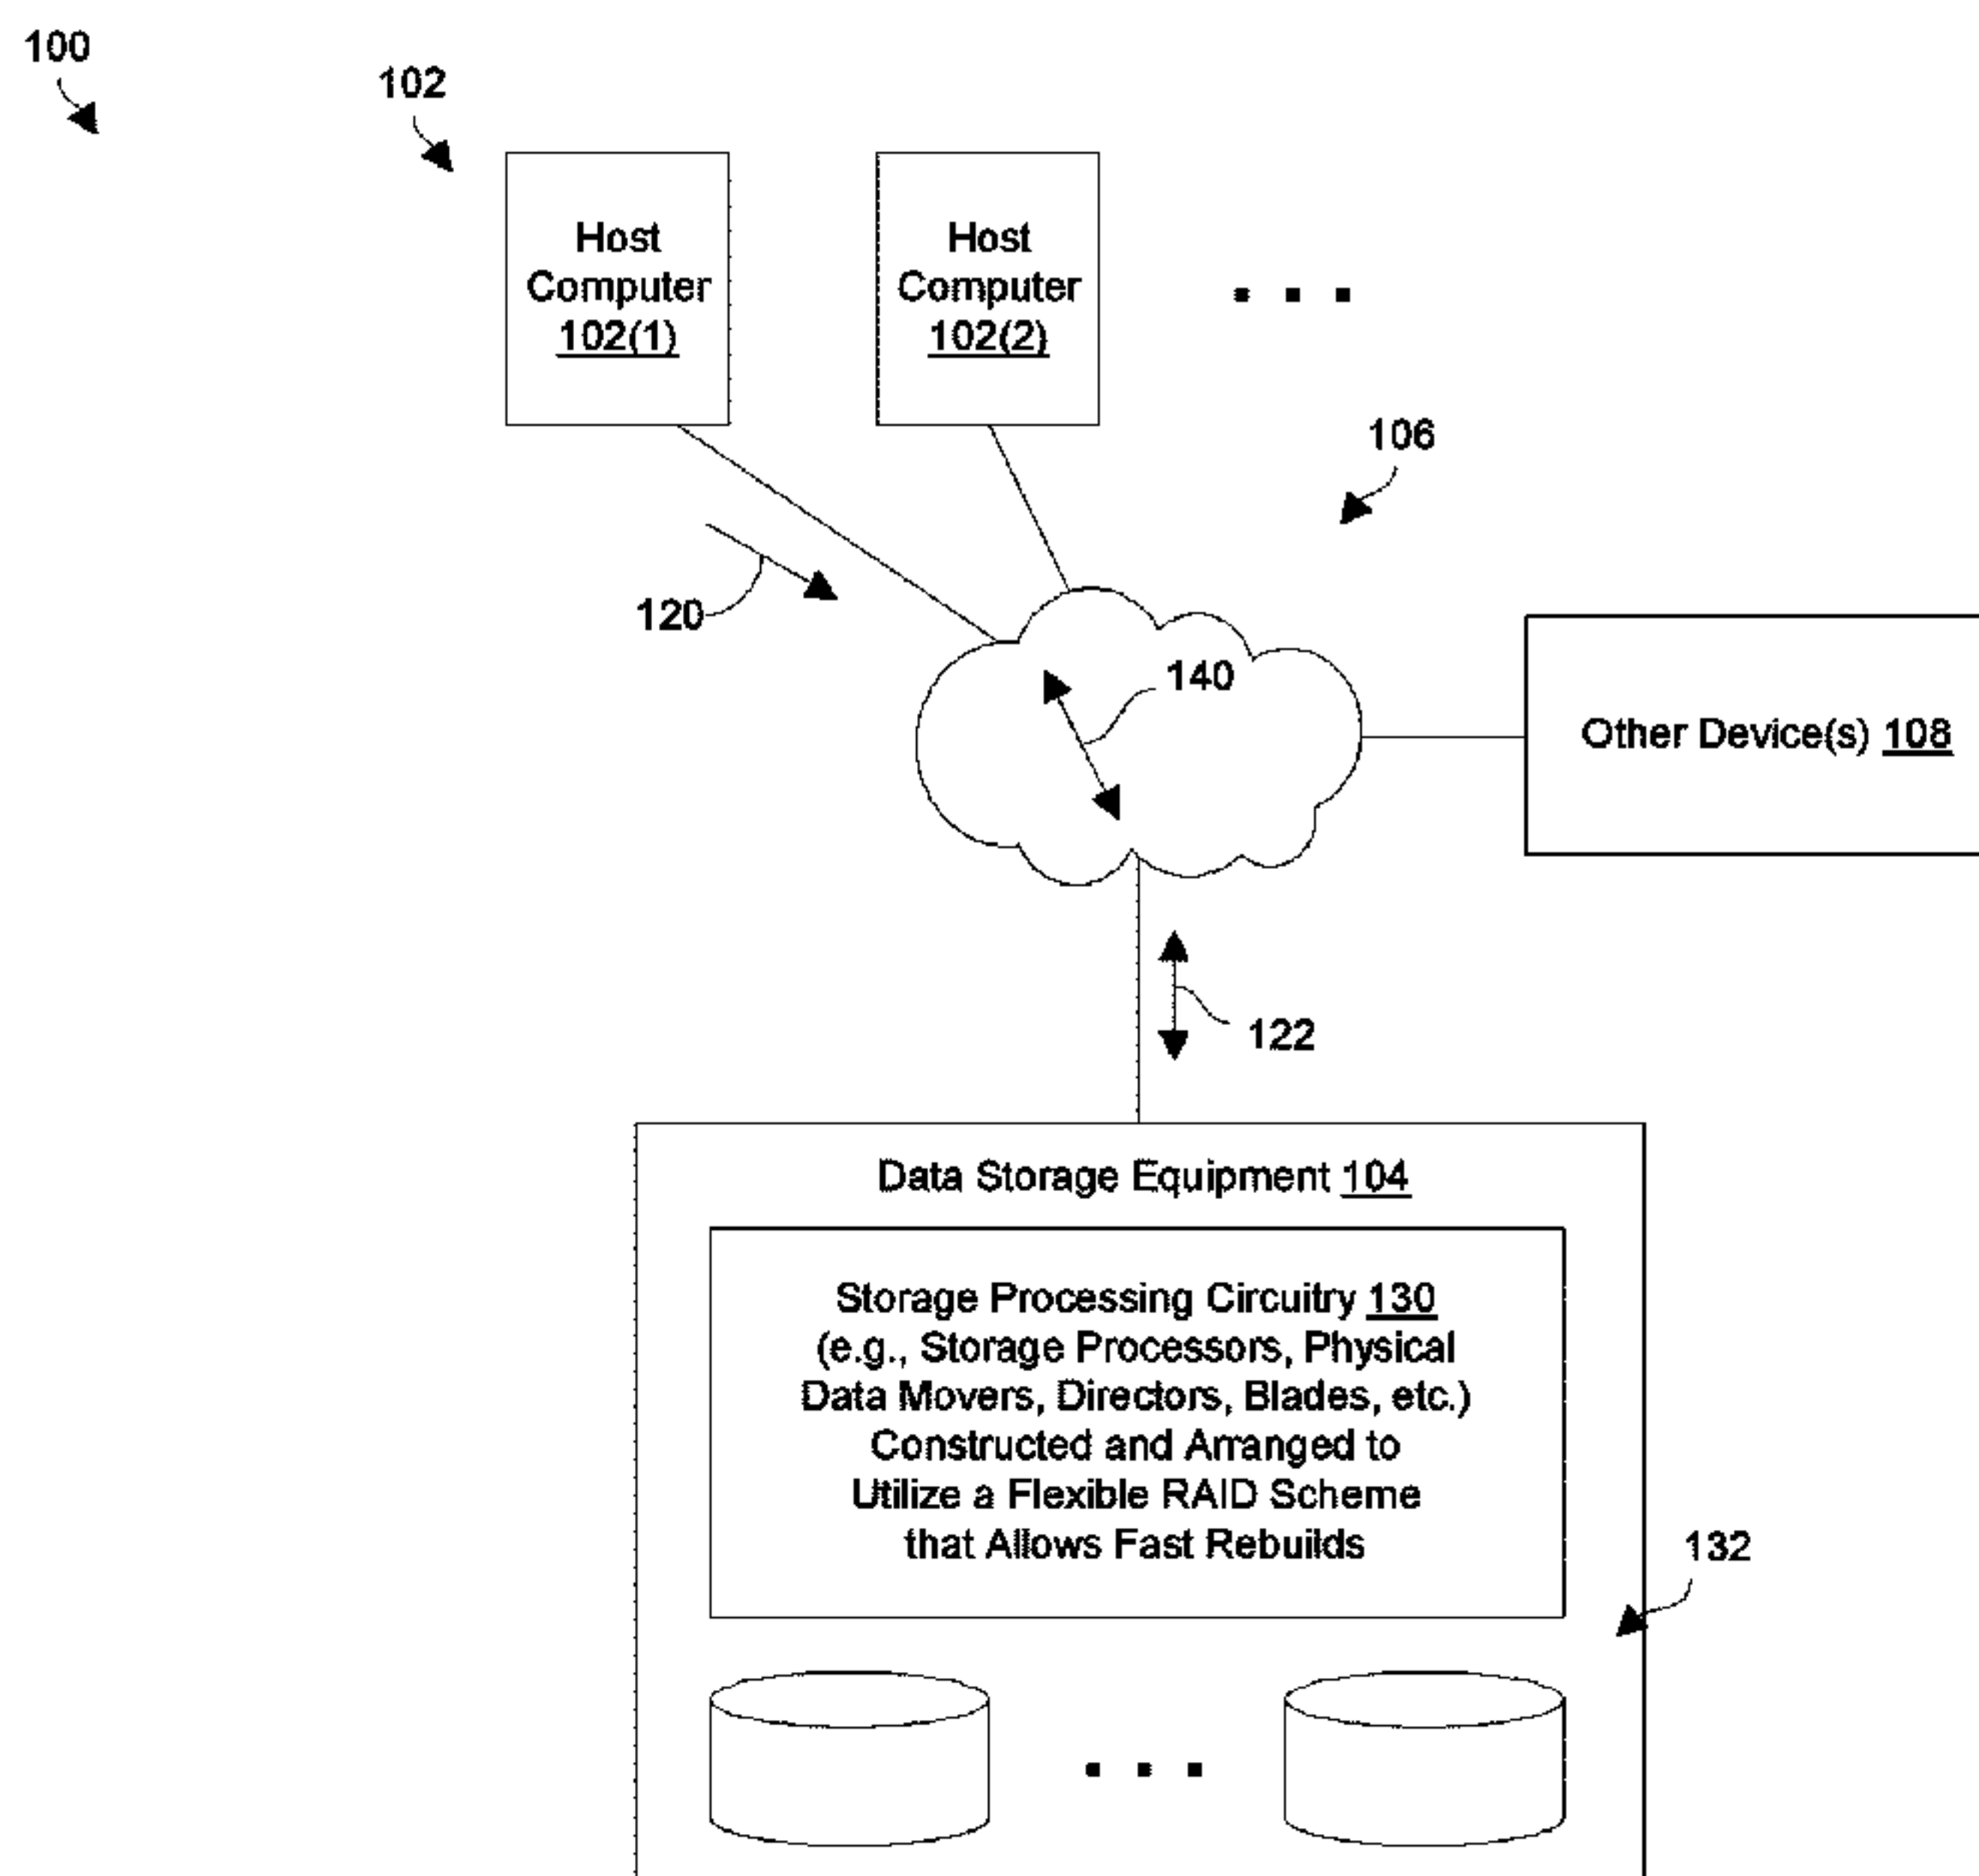 100
102
Host
Computer
102(1)
Host
Computer
102(2)
106
120
140
Other Device(s) 108
122
Data Storage Equipment 104
Storage Processing Circuitry 130
(e.g., Storage Processors, Physical
Data Movers, Directors, Blades, etc.)
Constructed and Arranged to
Utilize a Flexible RAID Scheme
that Allows Fast Rebuilds
132